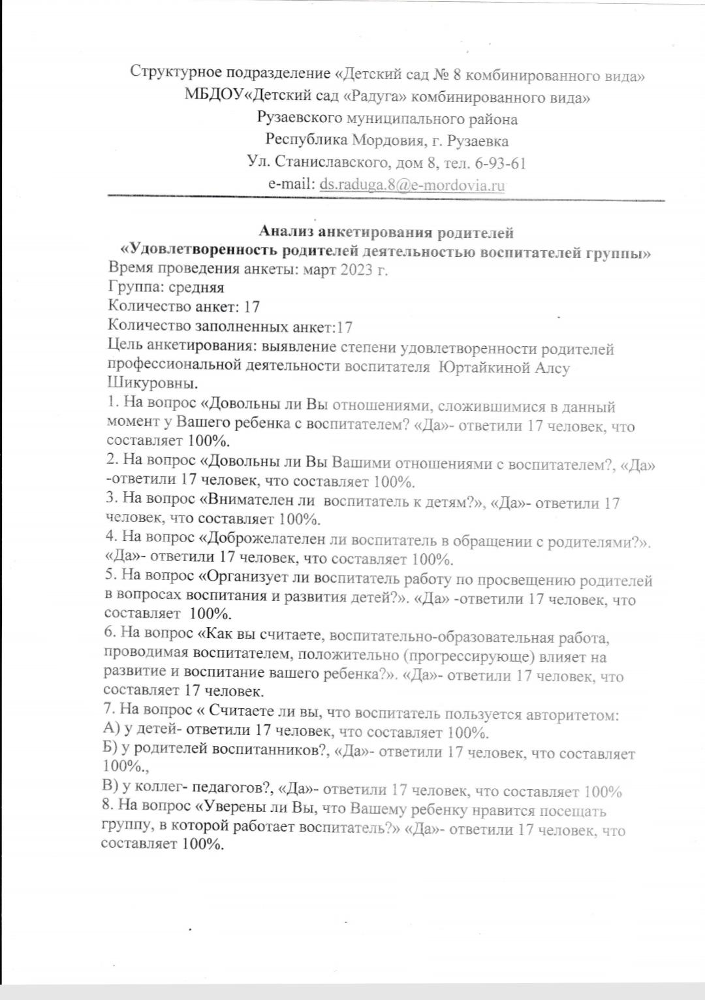 Структурное подразделение «Детский сад № 8 комбинированного вида»
МБДОУ«Детский сад «Радуга» комбинированного вида»
Рузаевского муниципального района
Республика Мордовия, г. Рузаевка
Ул. Станиславского, дом 8, тел. 6-93-61
e-mail: ds.raduga.8@e-mordovia.ru
Анализ анкетирования родителей
«Удовлетворенность родителей деятельностью воспитателей группы»
Время проведения анкеты: март 2023 г.
Группа: средняя
Количество анкет: 17
Количество заполненных анкет:17
Цель анкетирования: выявление степени удовлетворенности родителей
профессиональной деятельности воспитателя Юртайкиной Алсу
Шикуровны.
1. На вопрос «Довольны ли Вы отношениями, сложившимися в данный
момент у Вашего ребенка с воспитателем? «Да»- ответили 17 человек, что
составляет 100%.
2. На вопрос «Довольны ли Вы Вашими отношениями с воспитателем?, «Да»
-ответили 17 человек, что составляет 100%.
3. На вопрос «Внимателен ли воспитатель к детям?», «Да»- ответили 17
человек, что составляет 100%.
4. На вопрос «Доброжелателен ли воспитатель в обращении с родителями?».
«Да»- ответили 17 человек, что составляет 100%.
5. На вопрос «Организует ли воспитатель работу по просвещению родителей
в вопросах воспитания и развития детей?». «Да» -ответили 17 человек, что
составляет 100%.
6. На вопрос «Как вы считаете, воспитательно-образовательная работа,
проводимая воспитателем, положительно (прогрессирующе) влияет на
развитие и воспитание вашего ребенка?». «Да»- ответили 17 человек, что
составляет 17 человек.
7. На вопрос « Считаете ли вы, что воспитатель пользуется авторитетом:
А) у детей- ответили 17 человек, что составляет 100%.
Б) у родителей воспитанников?, «Да»- ответили 17 человек, что составляет
100%.,
В) у коллег- педагогов?, «Да»- ответили 17 человек, что составляет 100%
8. На вопрос «Уверены ли Вы, что Вашему ребенку нравится посещать
группу, в которой работает воспитатель?» «Да»- ответили 17 человек, что
составляет 100%.